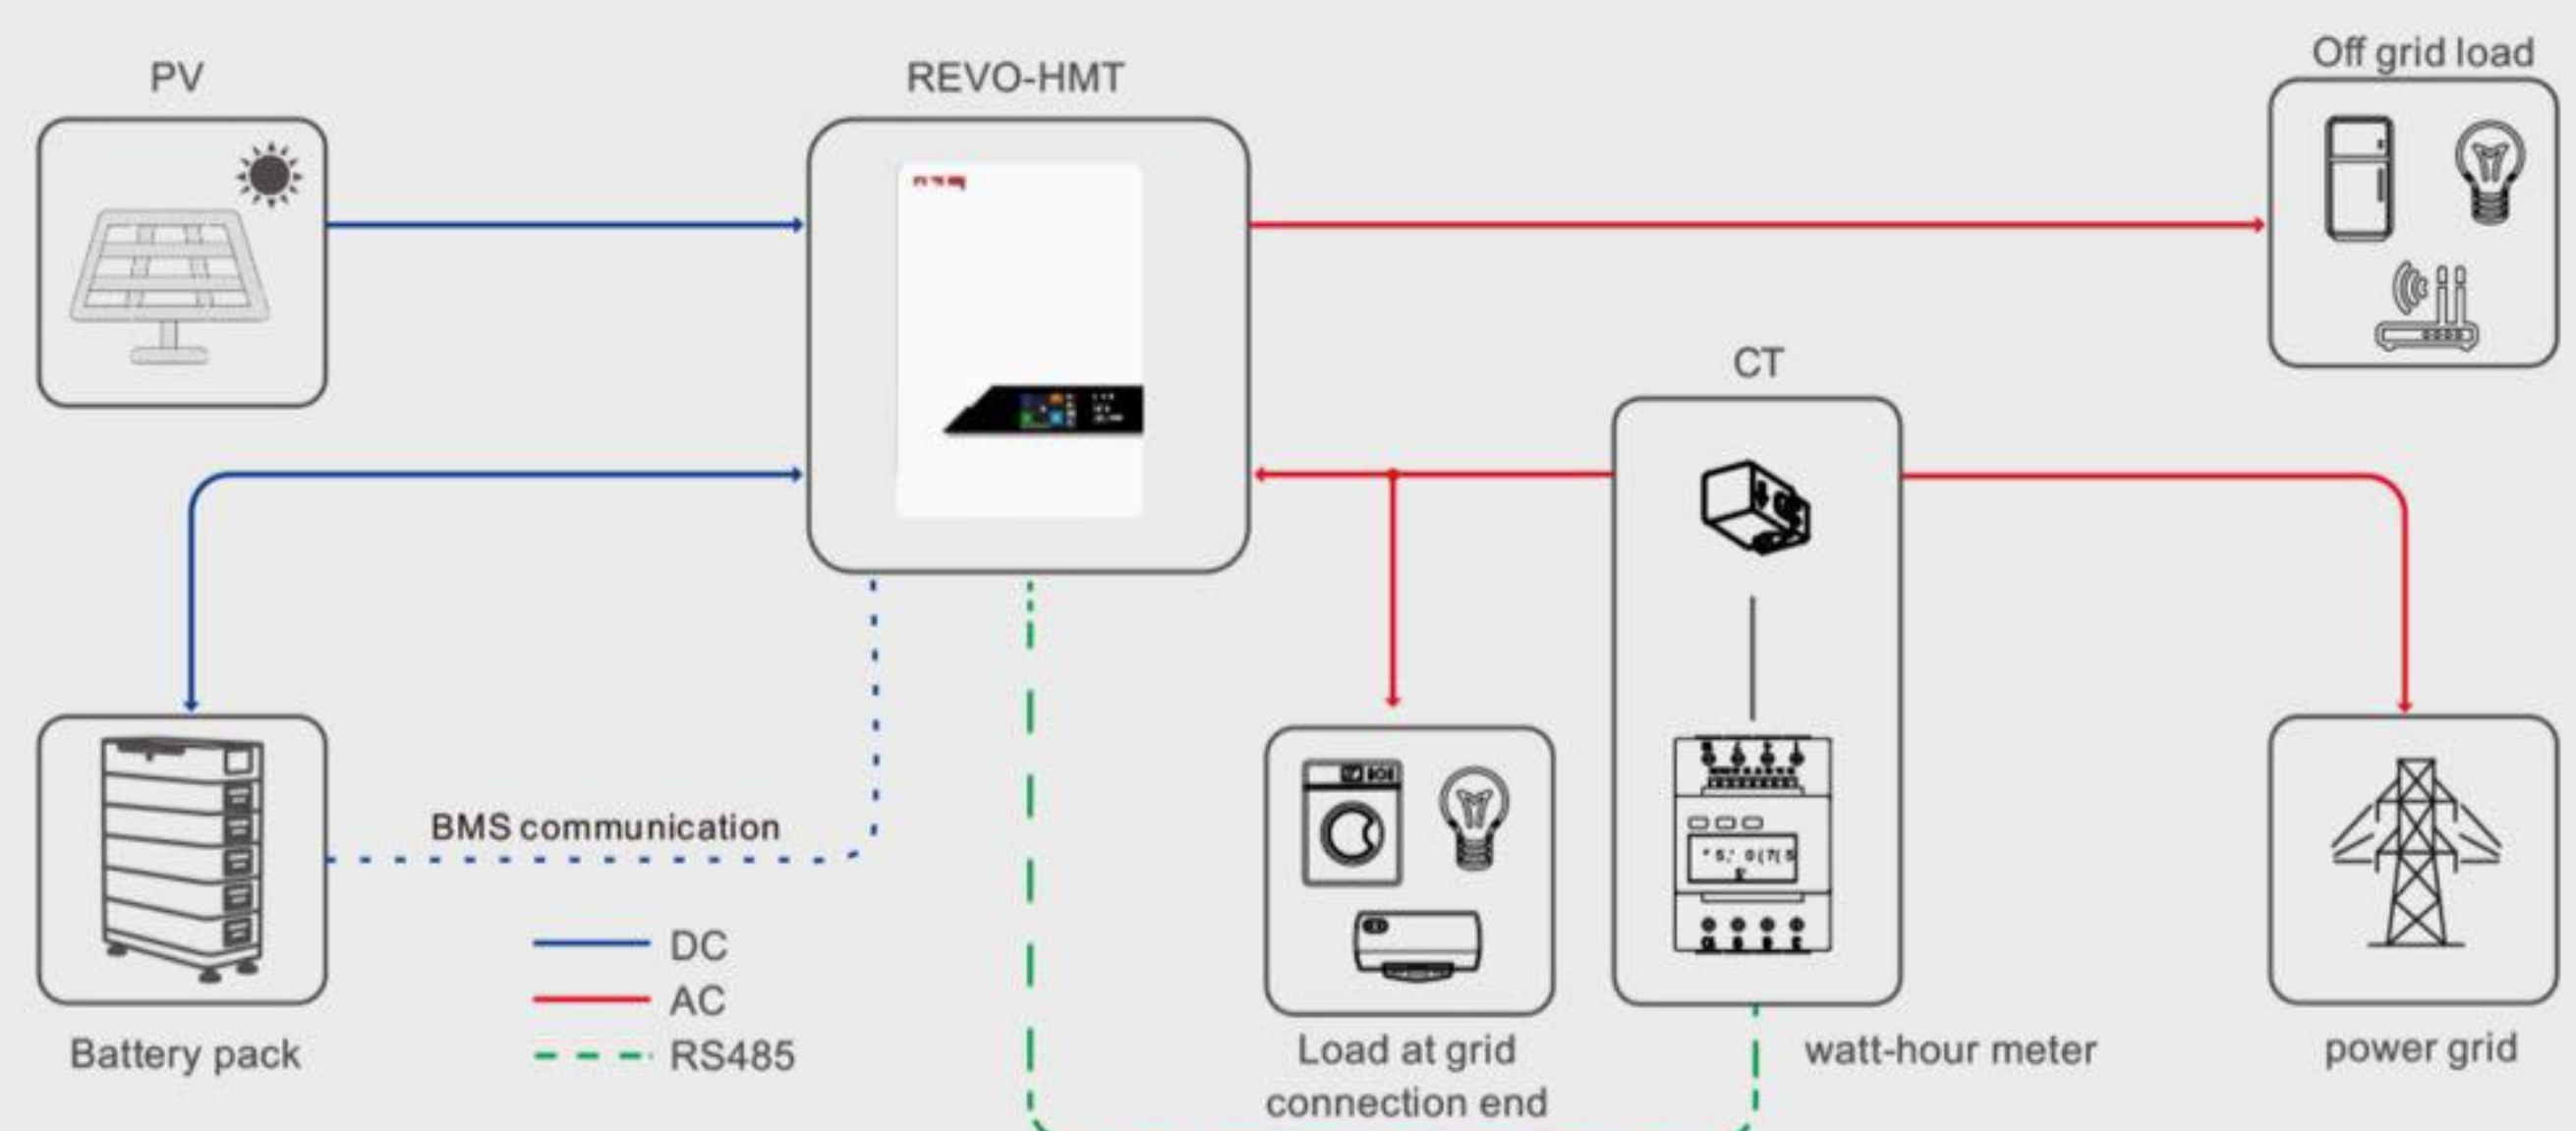 PV
REVO-HMT
Off grid load
CT
BMS communication
DC
AC
RS485
Battery pack
Load at grid
connection end
watt-hour meter
power grid